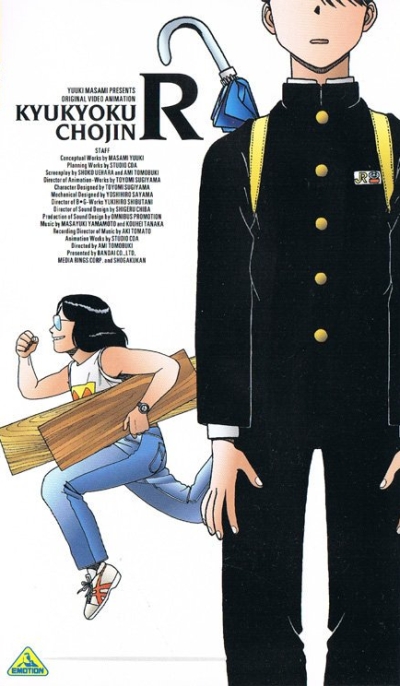 YUUKI MASAMI PRESENTS
ORIGINAL VIDEO ANIMATION
KYUKYOKU
CHOJIN R
STAFF
Conceptual Works by MASAMI YUUKI
Planning Works by STUDIO CDA
Screenplay by SHOKO UEHARA and AMI TOMOBUKI
Director of Animation-Works by TOYOMI SUGIYAMA
Character Designed by TOYOMI SUGIYAMA
Mechanical Designed by YOSHIHIRO SAYAMA
Director of B•G-Works YUKIHIRO SHIBUTANI
Director of Sound Design by SHIGERU CHIBA
Production of Sound Design by OMNIBUS PROMOTION
Music by MASAYUKI YAMAMOTO and KOUHEI TANAKA
Recording Director of Music by AKI TOMATO
Animation Works by STUDIO CDA
Directed by AMI TOMOBUKI
Presented by BANDAI CO., LTD.
MEDIA RINGS CORP. and SHOGAKUKAN
R
EMOTION